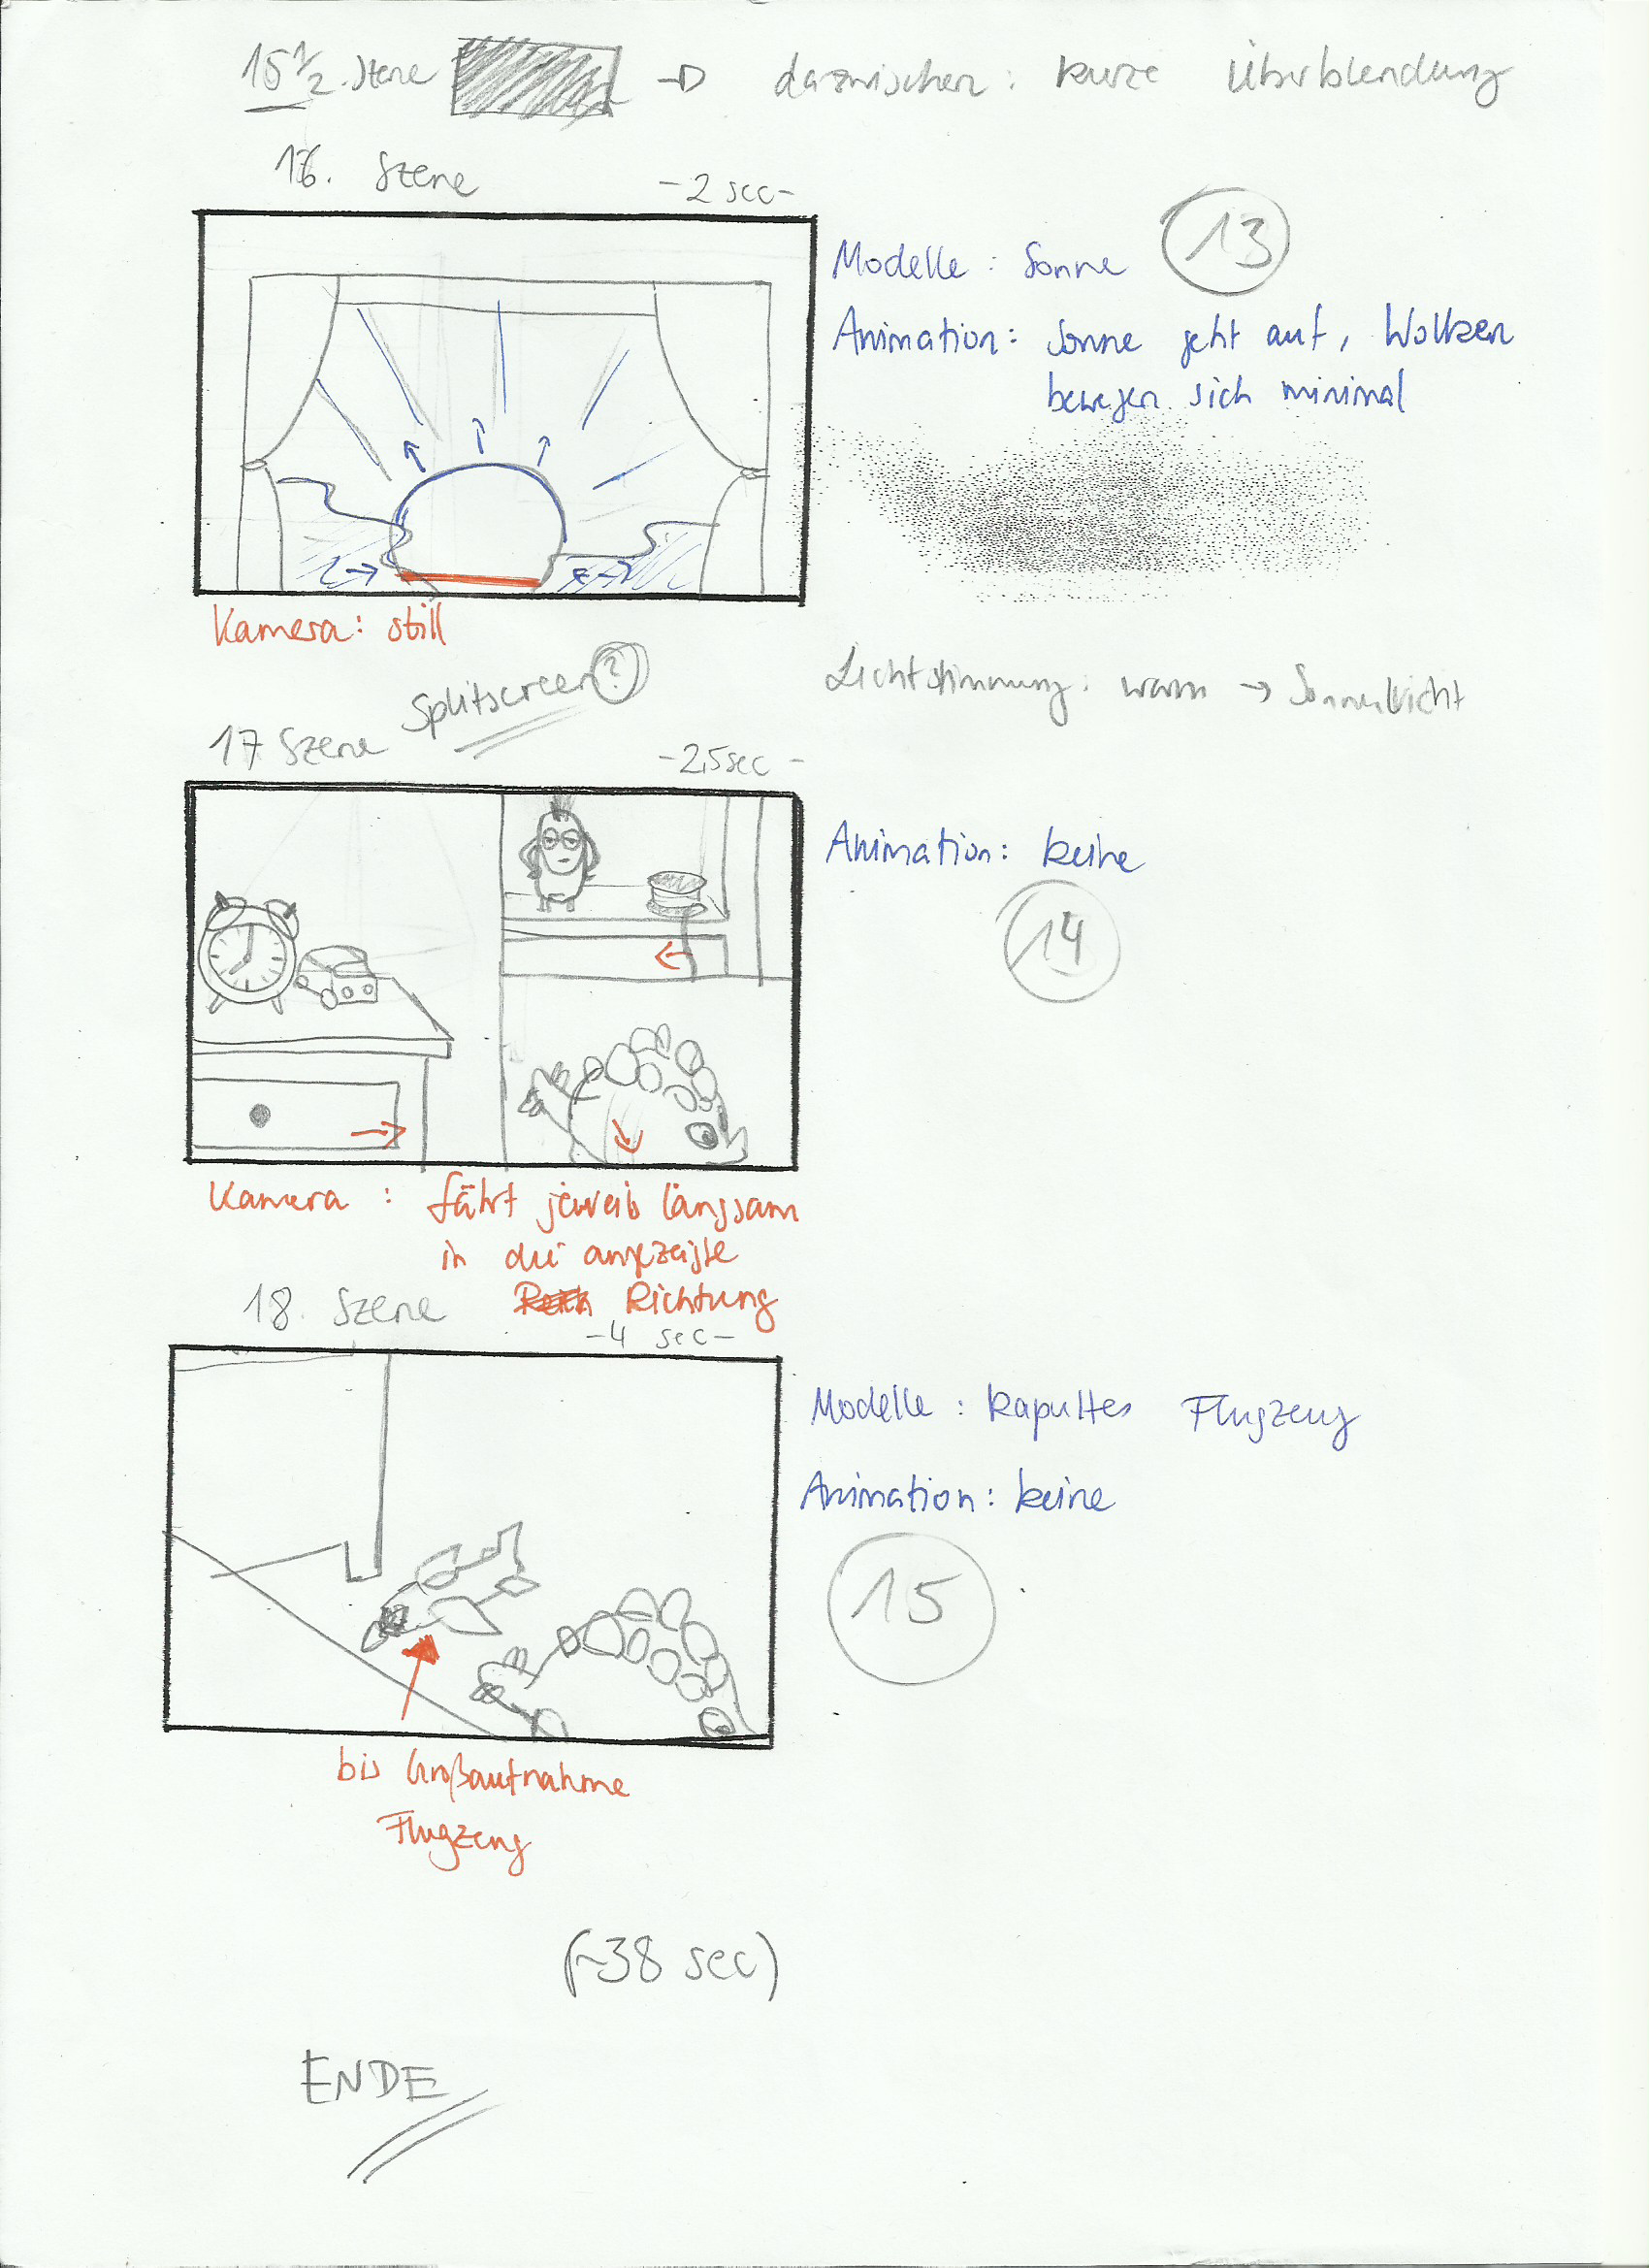 15 1/2. Szene → dazwischen: kurze Überblendung
16. Szene -2 sec-
13
Modelle: Sonne
Animation: Sonne geht auf, Wolken
bewegen sich minimal
Kamera: still
Lichtstimmung: warm → Sonnenlicht
Splitscreen ?
17 Szene -2,5sec-
Animation: keine
14
Kamera: fährt jeweils langsam
in die angezeigte
Richtung
18. Szene
-4 sec-
Modelle: kaputtes Flugzeug
Animation: keine
15
bis Großaufnahme
Flugzeug
(~38 sec)
ENDE